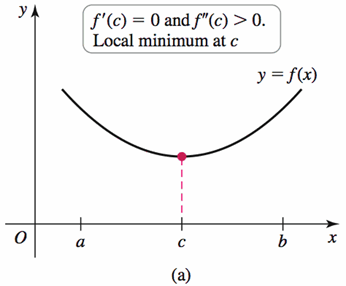 y
f′(c) = 0 and f″(c) > 0.
Local minimum at c
y = f(x)
O a c b x
(a)